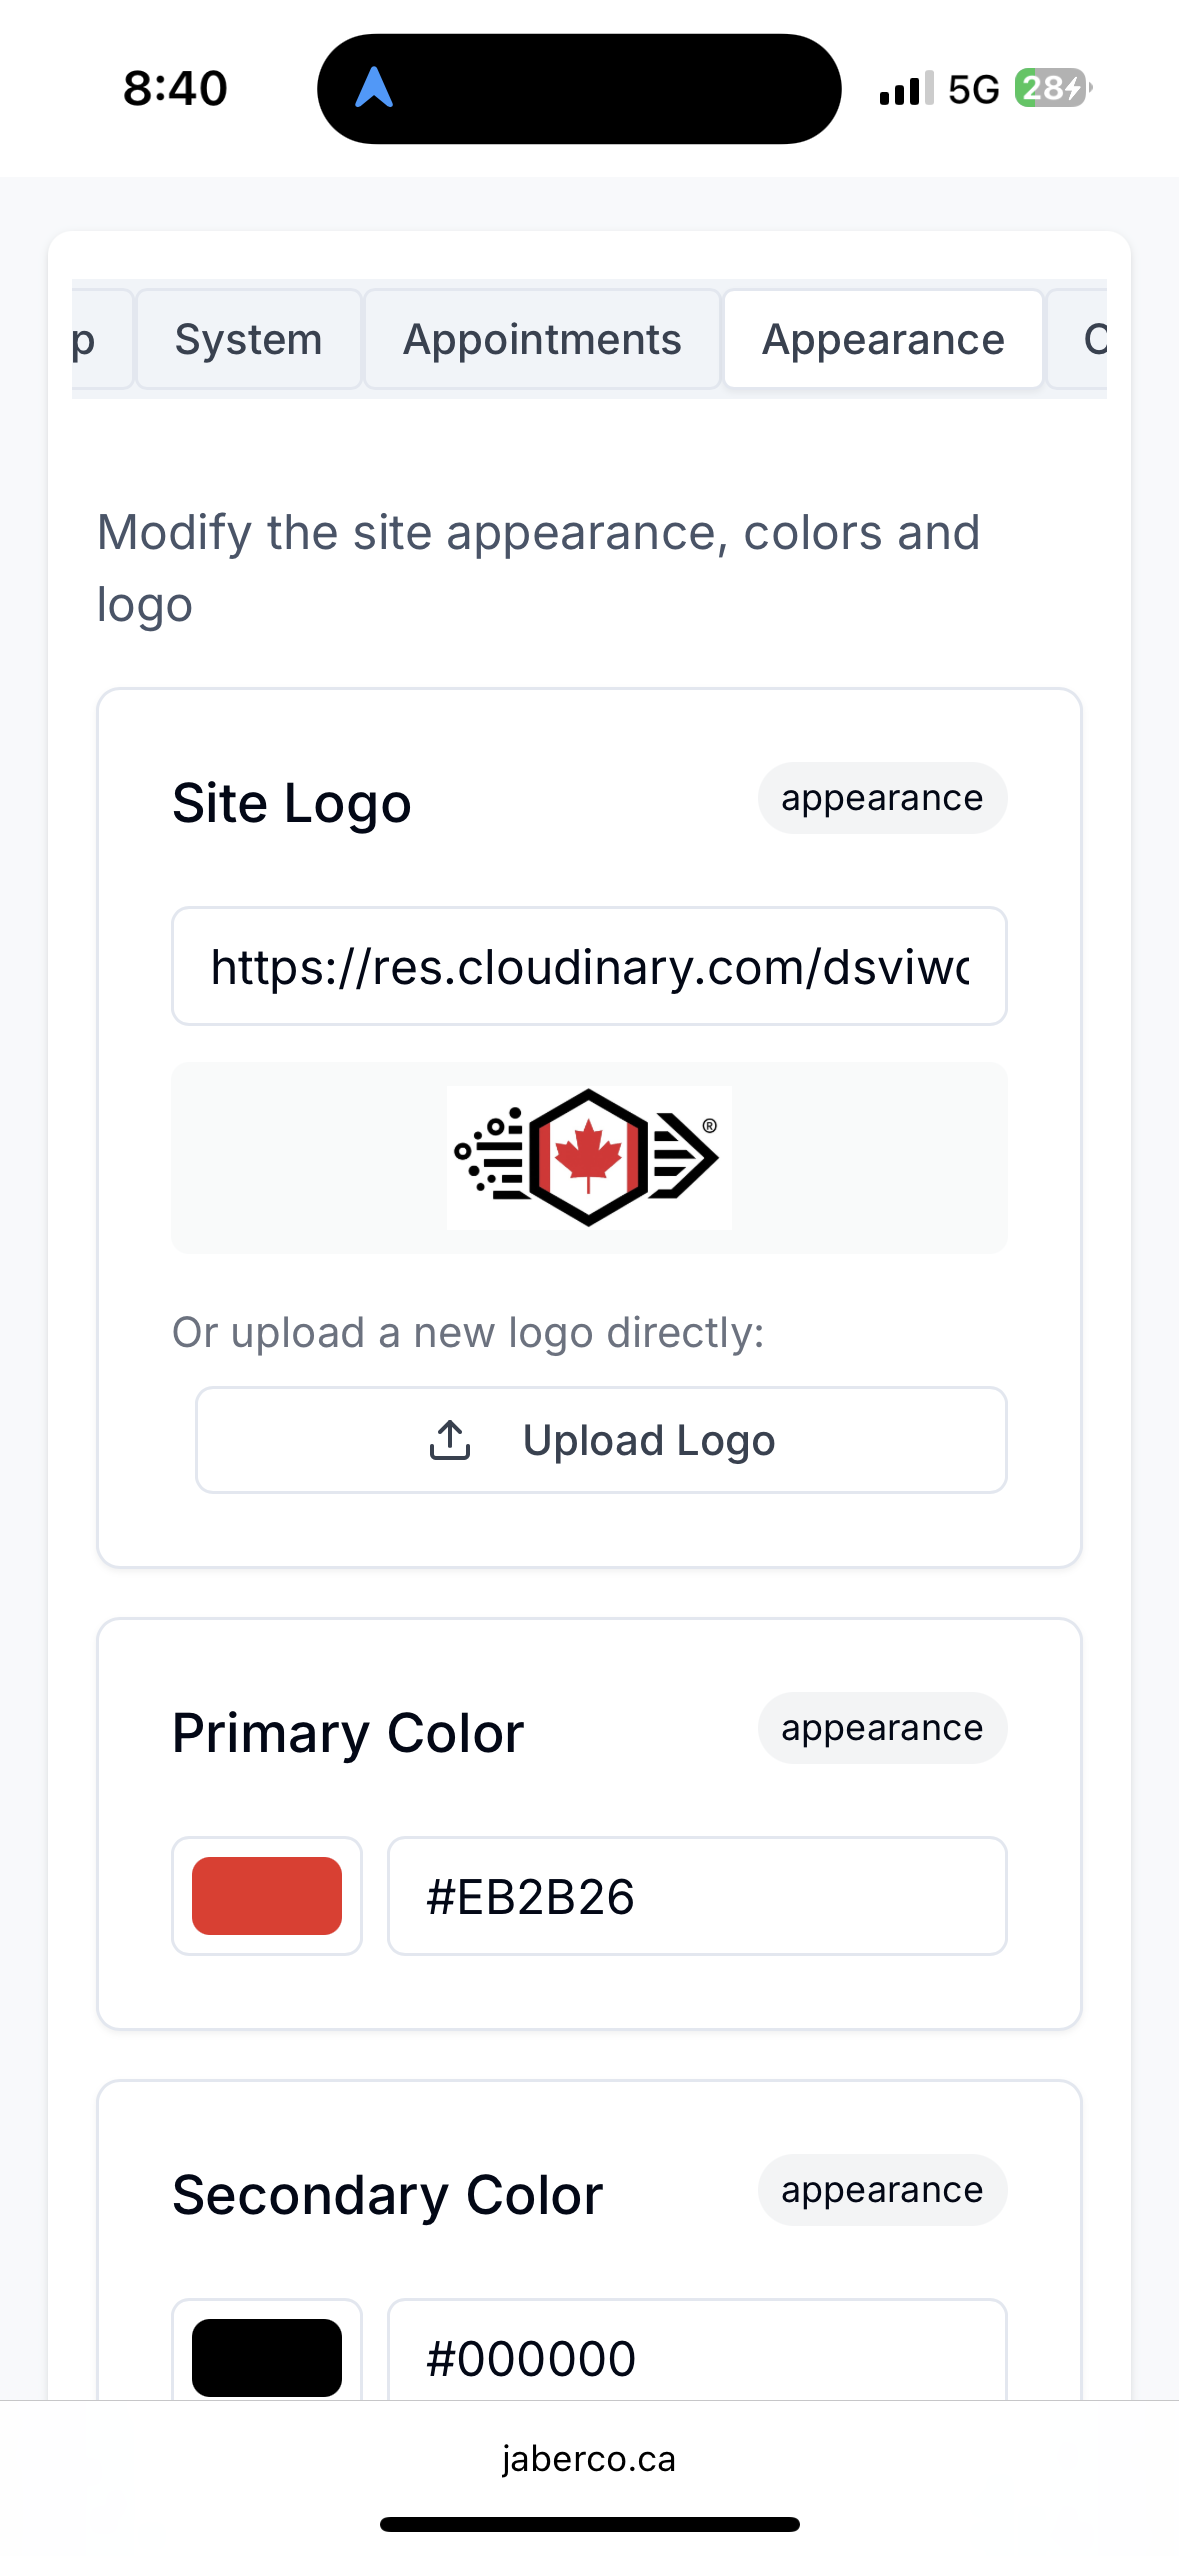 8:40
5G
28
p
System
Appointments
Appearance
Modify the site appearance, colors and
logo
Site Logo
appearance
https://res.cloudinary.com/dsviw
®
Or upload a new logo directly:
Upload Logo
Primary Color
appearance
#EB2B26
Secondary Color
appearance
#000000
jaberco.ca